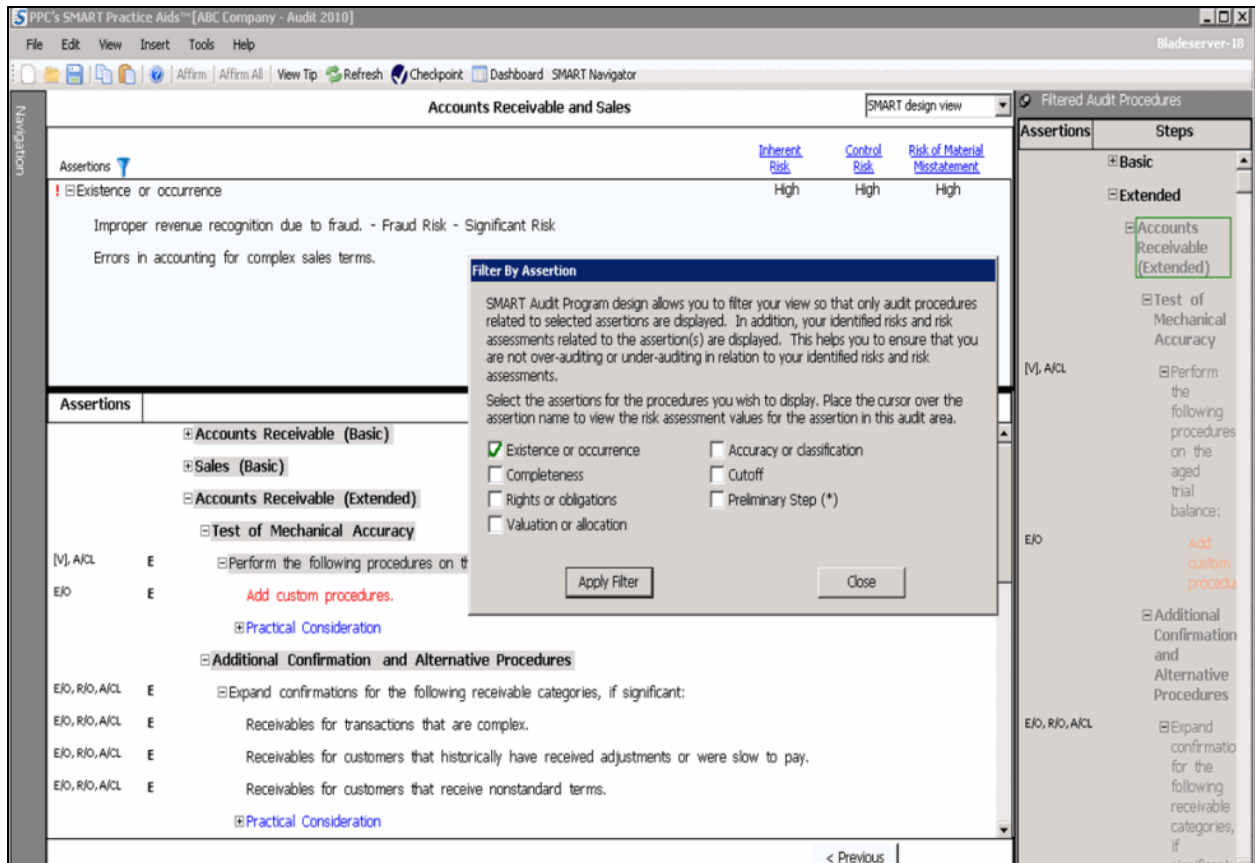 PPC's SMART Practice Aids™ [ABC Company - Audit 2010]
File Edit View Insert Tools Help
Bladeserver-18
Affirm Affirm All View Tip Refresh Checkpoint Dashboard SMART Navigator
Navigation
Accounts Receivable and Sales
SMART design view
Assertions
Inherent Risk
Control Risk
Risk of Material Misstatement
! Existence or occurrence High High High
Improper revenue recognition due to fraud. - Fraud Risk - Significant Risk
Errors in accounting for complex sales terms.
Filter By Assertion
SMART Audit Program design allows you to filter your view so that only audit procedures
related to selected assertions are displayed. In addition, your identified risks and risk
assessments related to the assertion(s) are displayed. This helps you to ensure that you
are not over-auditing or under-auditing in relation to your identified risks and risk
assessments.
Select the assertions for the procedures you wish to display. Place the cursor over the
assertion name to view the risk assessment values for the assertion in this audit area.
Existence or occurrence
Completeness
Rights or obligations
Valuation or allocation
Accuracy or classification
Cutoff
Preliminary Step (*)
Apply Filter
Close
Assertions
Accounts Receivable (Basic)
Sales (Basic)
Accounts Receivable (Extended)
Test of Mechanical Accuracy
[V], A/CL E Perform the following procedures on th
E/O E Add custom procedures.
Practical Consideration
Additional Confirmation and Alternative Procedures
E/O, R/O, A/CL E Expand confirmations for the following receivable categories, if significant:
E/O, R/O, A/CL E Receivables for transactions that are complex.
E/O, R/O, A/CL E Receivables for customers that historically have received adjustments or were slow to pay.
E/O, R/O, A/CL E Receivables for customers that receive nonstandard terms.
Practical Consideration
< Previous
Filtered Audit Procedures
Assertions Steps
Basic
Extended
Accounts
Receivable
(Extended)
Test of
Mechanical
Accuracy
[V], A/CL Perform
the
following
procedures
on the
aged
trial
balance:
E/O Add
custom
procedu
Additional
Confirmation
and
Alternative
Procedures
E/O, R/O, A/CL Expand
confirmatio
for the
following
receivable
categories,
if